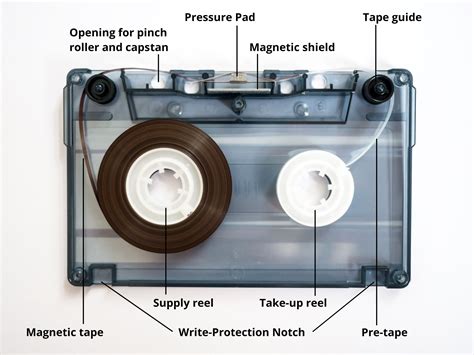 Pressure Pad
Tape guide
Opening for pinch
roller and capstan
Magnetic shield
Supply reel
Take-up reel
Magnetic tape
Write-Protection Notch
Pre-tape